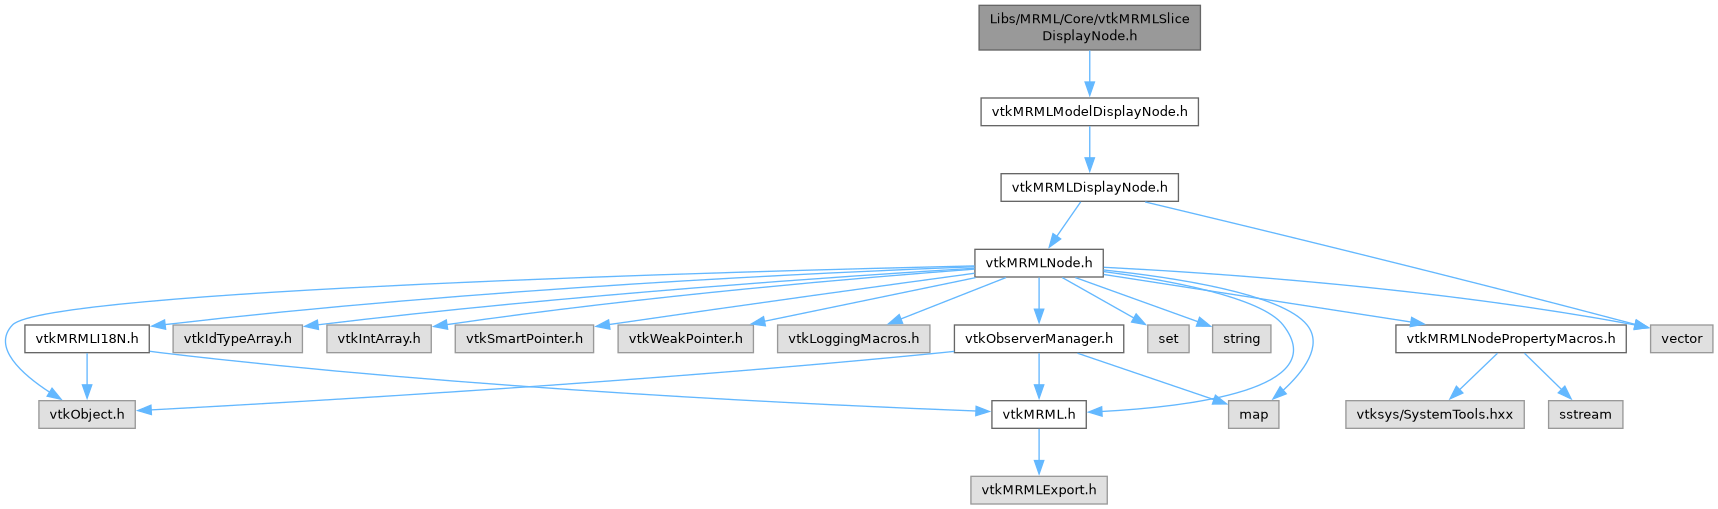 Libs/MRML/Core/vtkMRMLSlice
DisplayNode.h
vtkMRMLModelDisplayNode.h
vtkMRMLDisplayNode.h
vtkMRMLNode.h
vtkMRMLI18N.h
vtkIdTypeArray.h
vtkIntArray.h
vtkSmartPointer.h
vtkWeakPointer.h
vtkLoggingMacros.h
vtkObserverManager.h
set
string
vtkMRMLNodePropertyMacros.h
vector
vtkObject.h
vtkMRML.h
map
vtksys/SystemTools.hxx
sstream
vtkMRMLExport.h